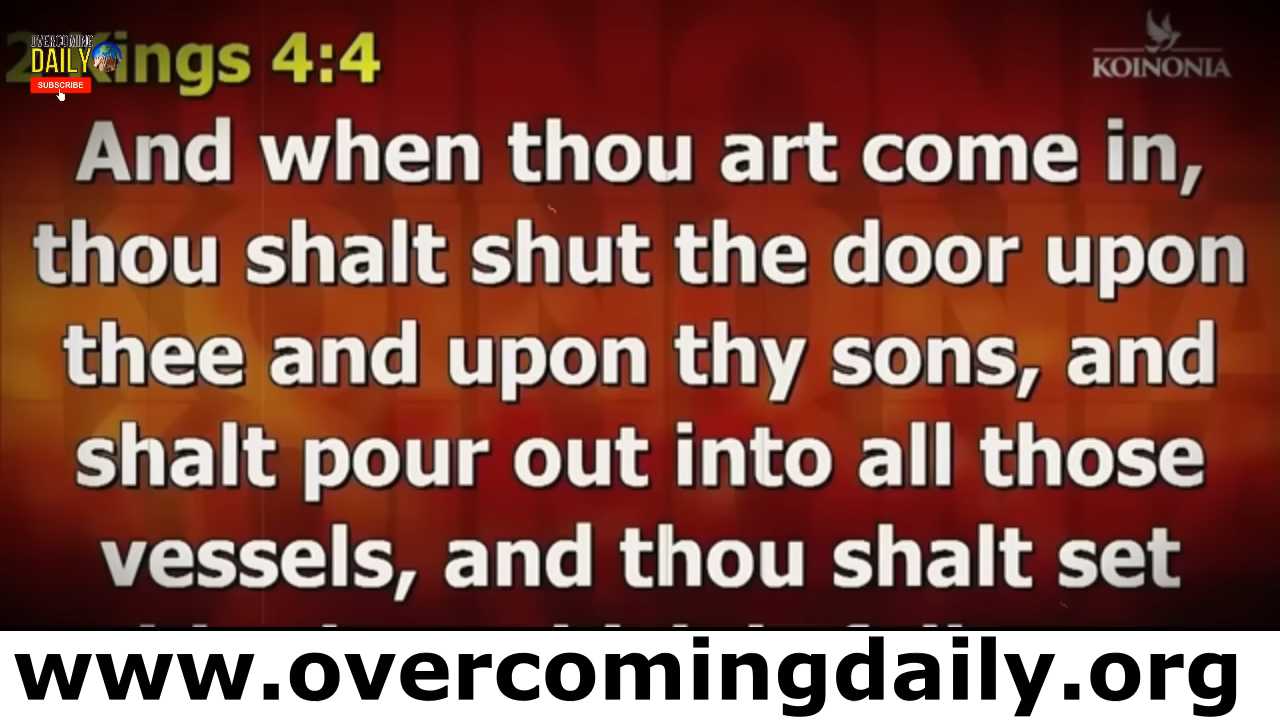 OVERCOMING
DAILY
SUBSCRIBE
2 Kings 4:4
KOINONIA
And when thou art come in,
thou shalt shut the door upon
thee and upon thy sons, and
shalt pour out into all those
vessels, and thou shalt set
www.overcomingdaily.org